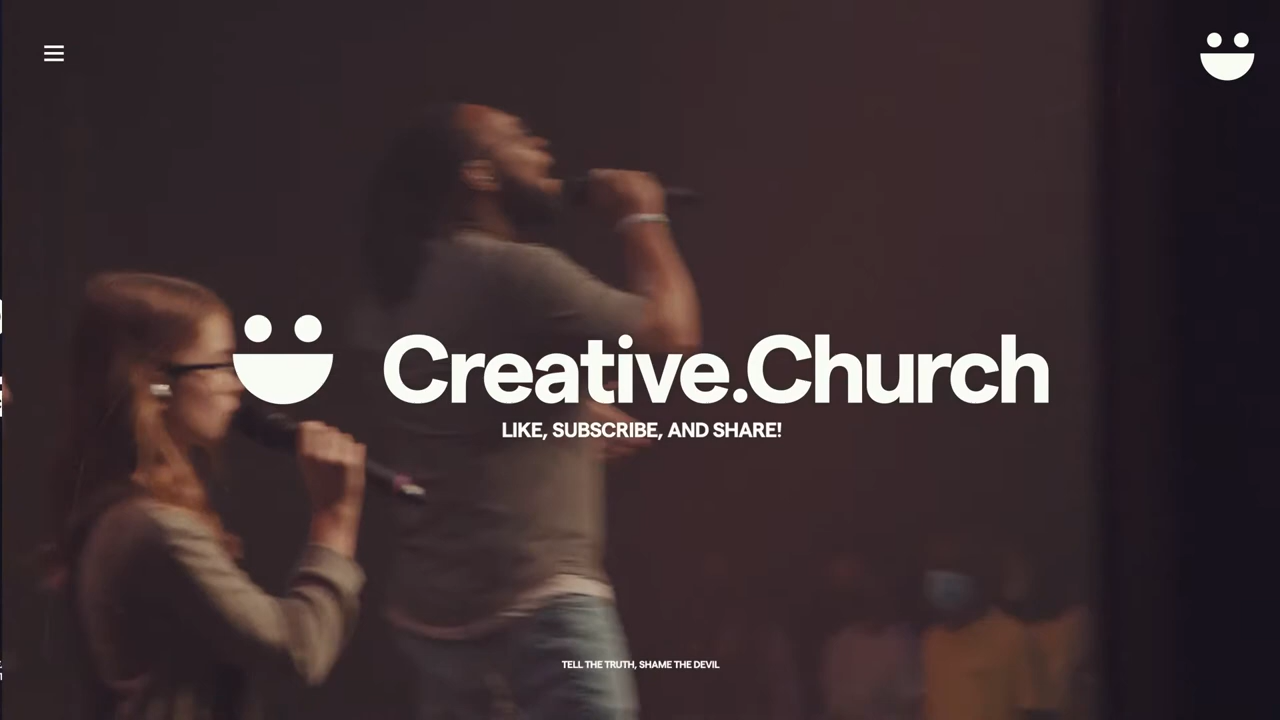 Creative.Church
LIKE, SUBSCRIBE, AND SHARE!
TELL THE TRUTH, SHAME THE DEVIL